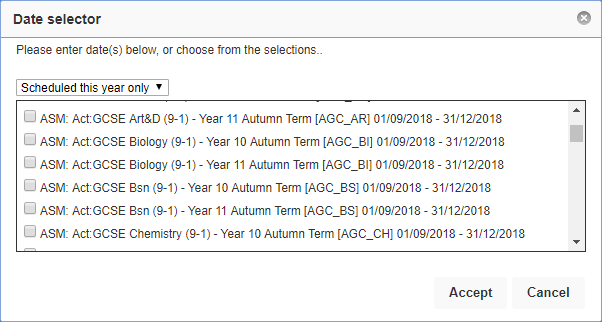 Date selector
Please enter date(s) below, or choose from the selections..
Scheduled this year only
ASM: Act:GCSE Art&D (9-1) - Year 11 Autumn Term [AGC_AR] 01/09/2018 - 31/12/2018
ASM: Act:GCSE Biology (9-1) - Year 10 Autumn Term [AGC_BI] 01/09/2018 - 31/12/2018
ASM: Act:GCSE Biology (9-1) - Year 11 Autumn Term [AGC_BI] 01/09/2018 - 31/12/2018
ASM: Act:GCSE Bsn (9-1) - Year 10 Autumn Term [AGC_BS] 01/09/2018 - 31/12/2018
ASM: Act:GCSE Bsn (9-1) - Year 11 Autumn Term [AGC_BS] 01/09/2018 - 31/12/2018
ASM: Act:GCSE Chemistry (9-1) - Year 10 Autumn Term [AGC_CH] 01/09/2018 - 31/12/2018
Accept Cancel